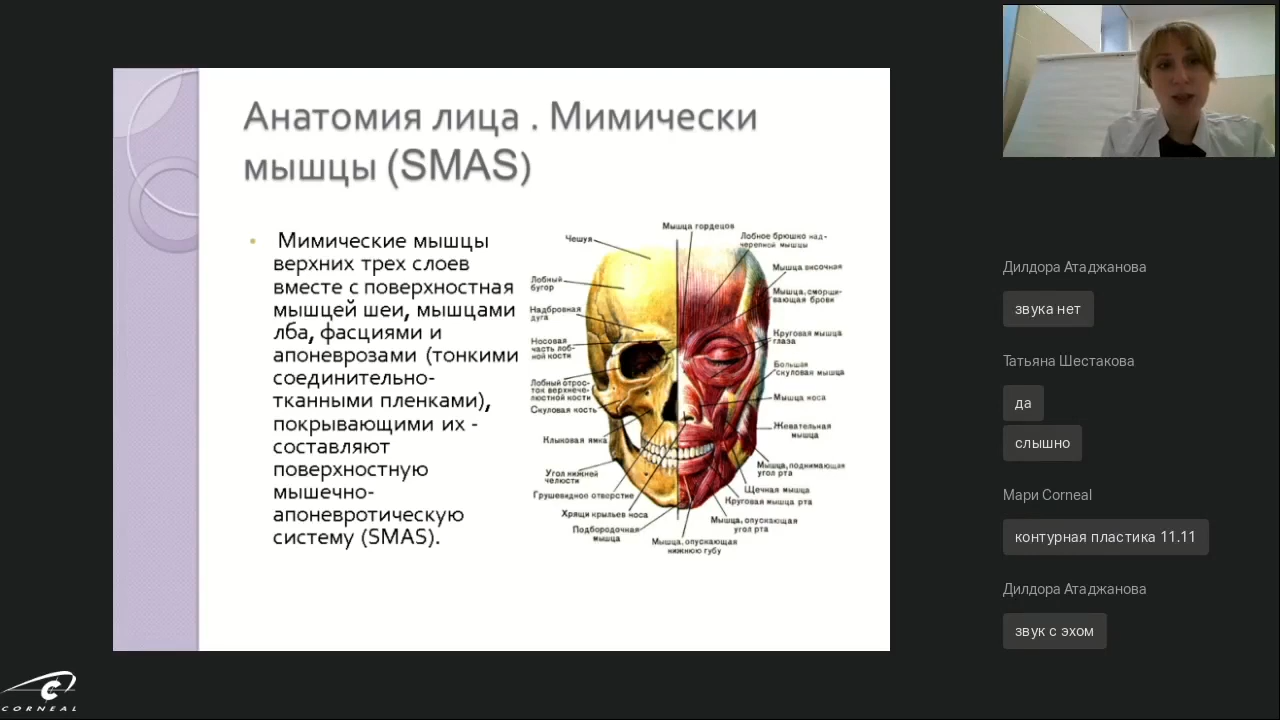 Анатомия лица . Мимически
мышцы (SMAS)
Мимические мышцы
верхних трех слоев
вместе с поверхностная
мышцей шеи, мышцами
лба, фасциями и
апоневрозами (тонкими
соединительно-
тканными пленками),
покрывающими их -
составляют
поверхностную
мышечно-
апоневротическую
систему (SMAS).
Мышца гордецов
Чешуя
Лобный
бугор
Надбровная
дуга
Носовая
часть лоб-
ной кости
Лобный отрос-
ток верхнече-
люстной кости
Скуловая кость
Клыковая ямка
Угол нижней
челюсти
Грушевидное отверстие
Хрящи крыльев носа
Подбородочная
мышца
Лобное брюшко над-
черепной мышцы
Мышца височная
Мышца, сморщи-
вающая брови
Круговая мышца
глаза
Большая
скуловая мышца
Мышца носа
Жевательная
мышца
Мышца, поднимающая
угол рта
Щечная мышца
Круговая мышца рта
Мышца, опускающая
угол рта
Мышца, опускающая
нижнюю губу
Дилдора Атаджанова
звука нет
Татьяна Шестакова
да
слышно
Мари Corneal
контурная пластика 11.11
Дилдора Атаджанова
звук с эхом
CORNEAL